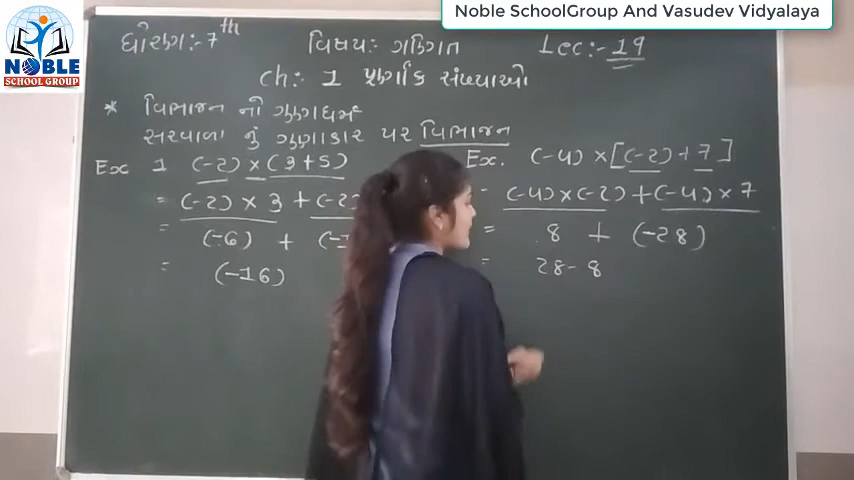 Noble SchoolGroup And Vasudev Vidyalaya
NOBLE
SCHOOL GROUP
ધોરણ :- 7th વિષય: ગણિત Lec :- 19
Ch :- 1 પૂર્ણાંક સંખ્યાઓ
* વિભાજન નો ગુણધર્મ
સરવાળા નું ગુણાકાર પર વિભાજન
Ex 1 (-2) × (3+5)
= (-2) × 3 + (-2)
= (-6) + (-1
= (-16)
Ex. (-4) × [(-2) + 7]
= (-4) × (-2) + (-4) × 7
= 8 + (-28)
= 28 - 8